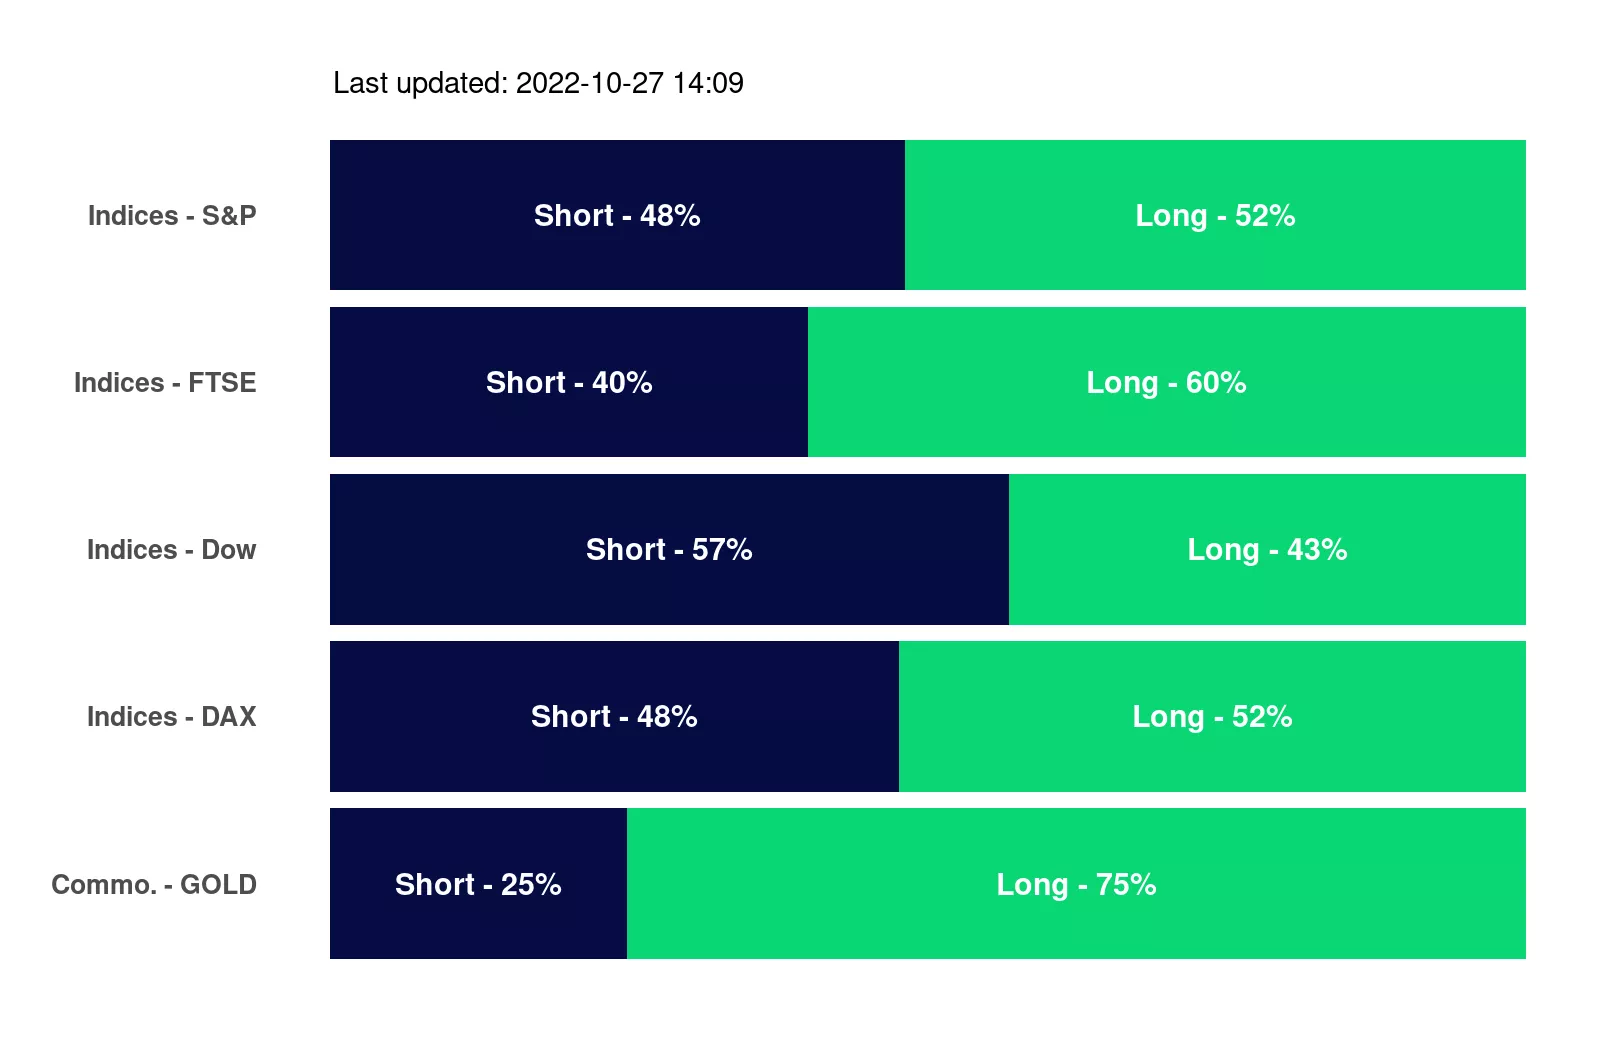 Last updated: 2022-10-27 14:09
Indices - S&P Short - 48% Long - 52%
Indices - FTSE Short - 40% Long - 60%
Indices - Dow Short - 57% Long - 43%
Indices - DAX Short - 48% Long - 52%
Commo. - GOLD Short - 25% Long - 75%